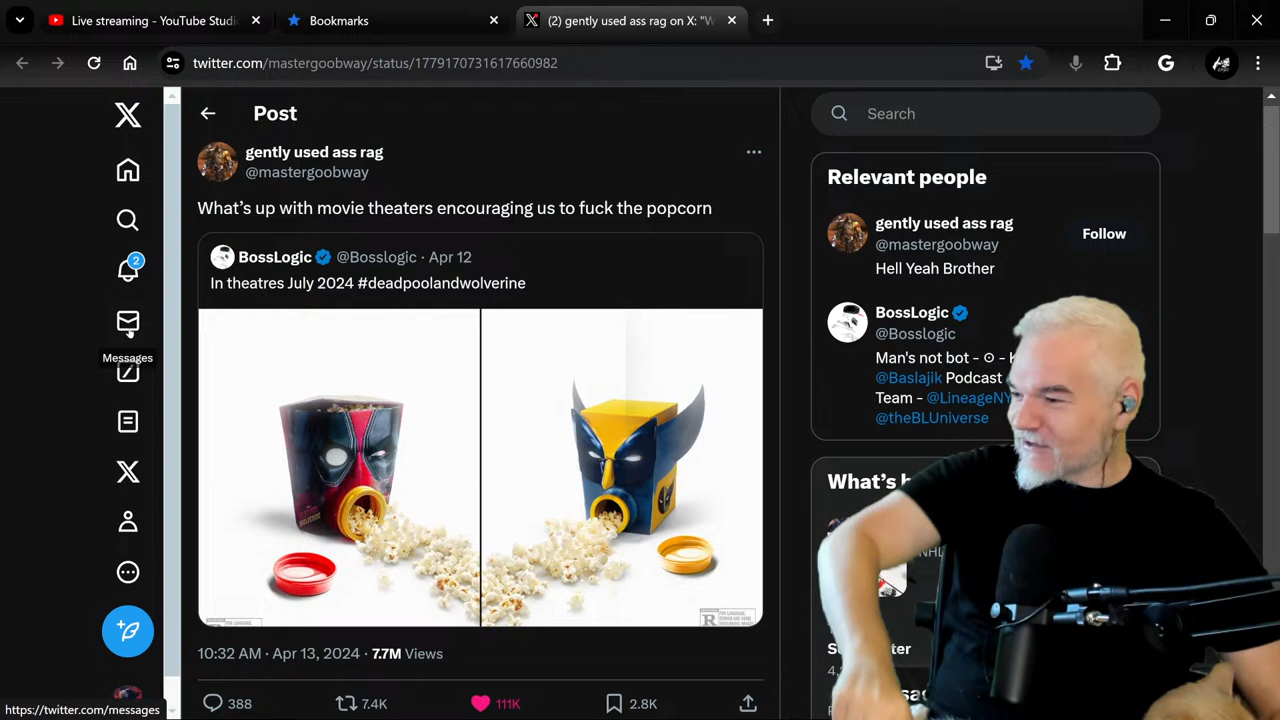 Live streaming - YouTube Studi
Bookmarks
(2) gently used ass rag on X: "W
twitter.com/mastergoobway/status/1779170731617660982
G
Post
Search
gently used ass rag
@mastergoobway
What's up with movie theaters encouraging us to fuck the popcorn
BossLogic @Bosslogic · Apr 12
In theatres July 2024 #deadpoolandwolverine
R
10:32 AM · Apr 13, 2024 · 7.7M Views
388
7.4K
111K
2.8K
2
Messages
https://twitter.com/messages
Relevant people
gently used ass rag
@mastergoobway
Follow
Hell Yeah Brother
BossLogic
@Bosslogic
Man's not bot -
@Baslajik Podcast
Team - @LineageNY
@theBLUniverse
What's
NHL